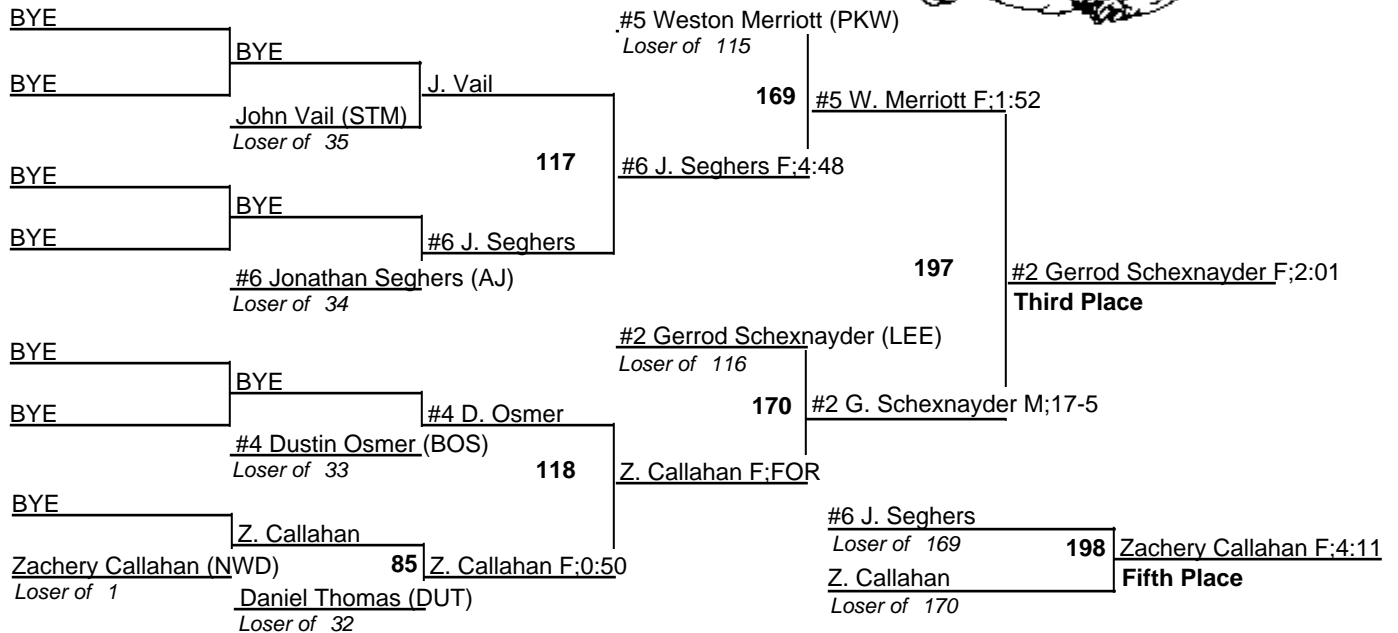 BYE
#5 Weston Merriott (PKW)
Loser of 115
BYE
BYE
J. Vail
169
#5 W. Merriott F;1:52
John Vail (STM)
Loser of 35
117
#6 J. Seghers F;4:48
BYE
BYE
BYE
#6 J. Seghers
197
#2 Gerrod Schexnayder F;2:01
Third Place
#6 Jonathan Seghers (AJ)
Loser of 34
#2 Gerrod Schexnayder (LEE)
Loser of 116
BYE
BYE
BYE
#4 D. Osmer
170
#2 G. Schexnayder M;17-5
#4 Dustin Osmer (BOS)
Loser of 33
118
Z. Callahan F;FOR
BYE
Z. Callahan
#6 J. Seghers
Loser of 169
198
Zachery Callahan F;4:11
Fifth Place
Zachery Callahan (NWD)
Loser of 1
85
Z. Callahan F;0:50
Z. Callahan
Loser of 170
Daniel Thomas (DUT)
Loser of 32